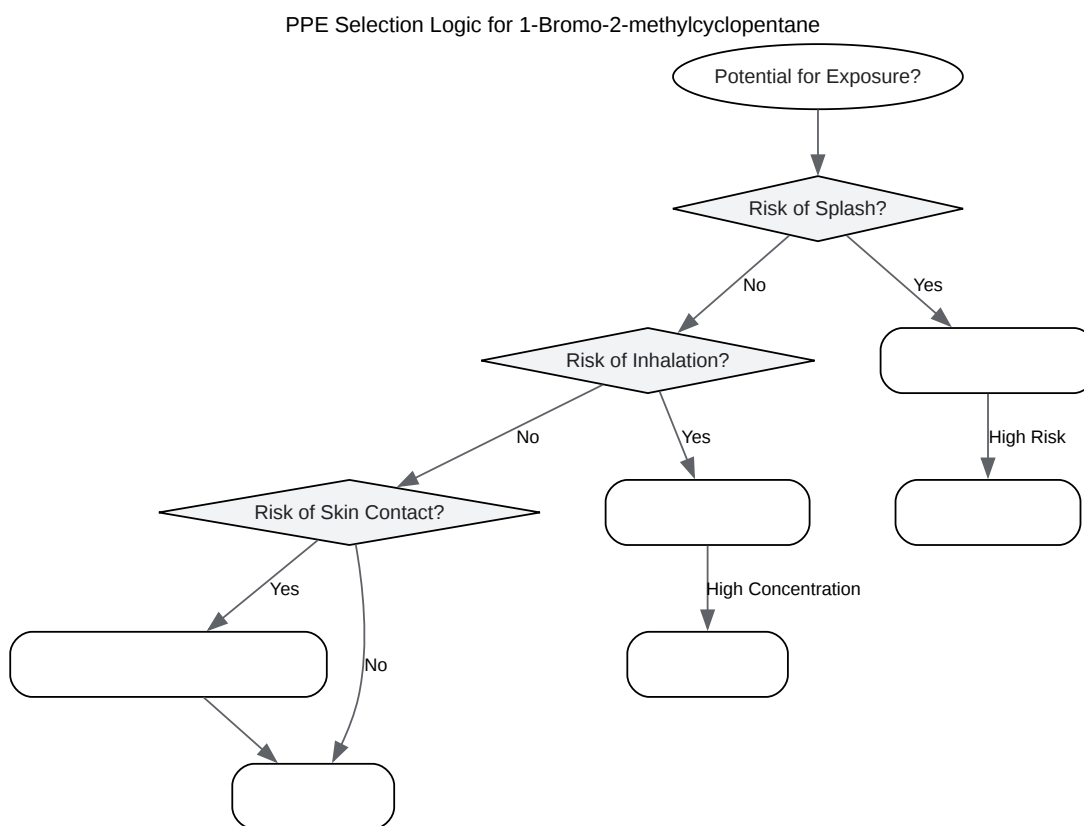 PPE Selection Logic for 1-Bromo-2-methylcyclopentane
Potential for Exposure?
Risk of Splash?
No
Yes
Risk of Inhalation?
No
Yes
High Risk
Risk of Skin Contact?
Yes
High Concentration
No